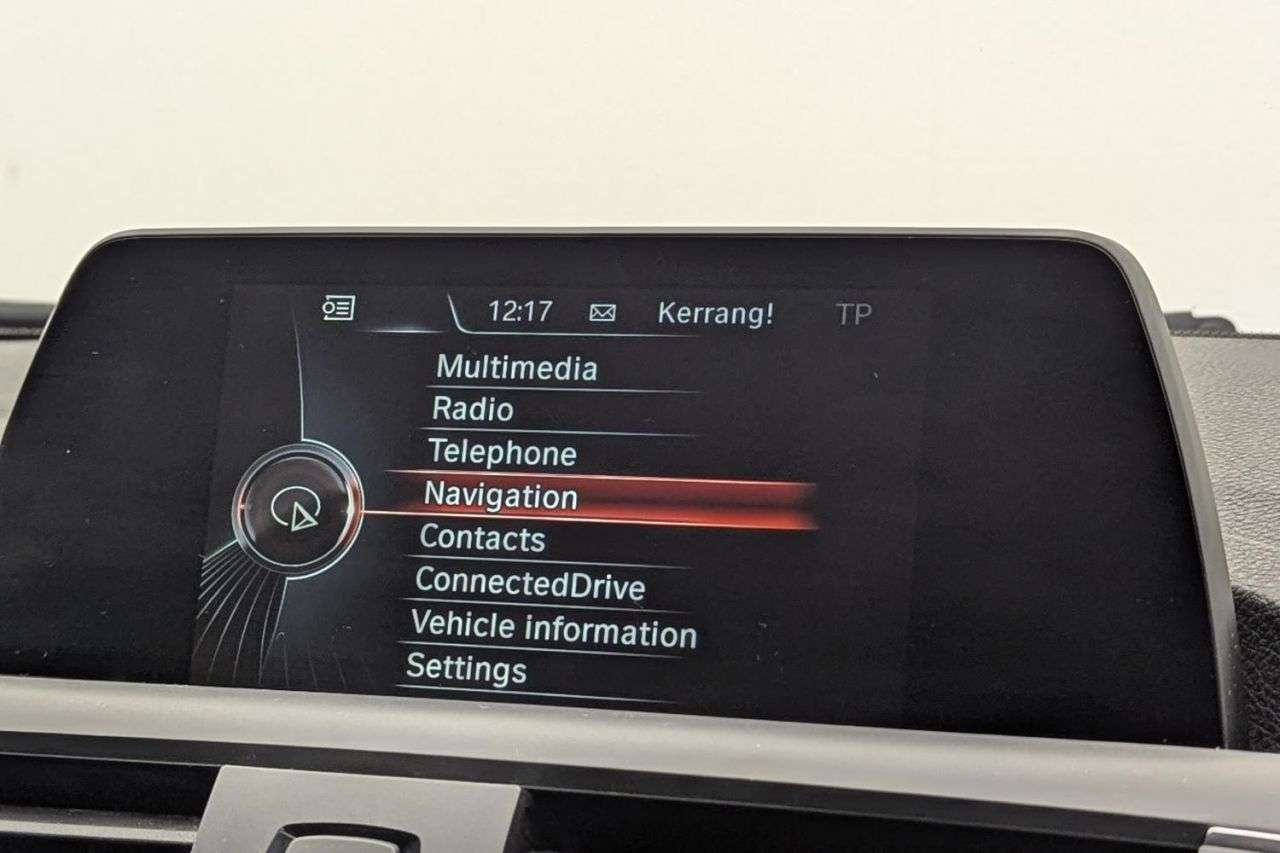 12:17 Kerrang! TP
Multimedia
Radio
Telephone
Navigation
Contacts
ConnectedDrive
Vehicle information
Settings